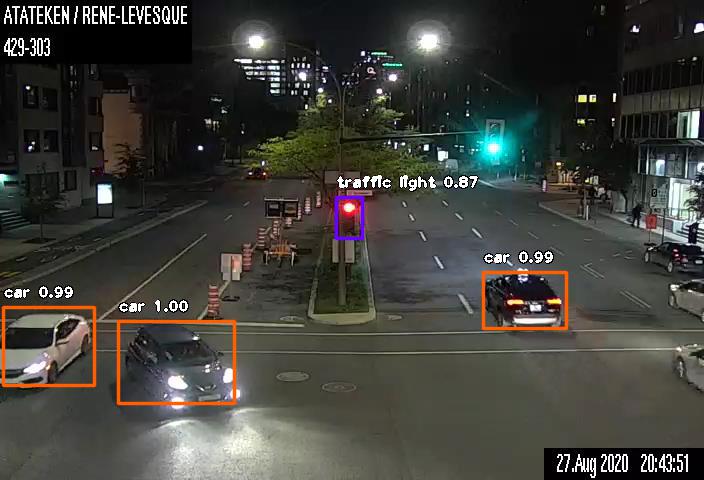 ATATEKEN / RENE-LEVESQUE
429-303
traffic light 0.87
car 0.99
car 0.99
car 1.00
27.Aug 2020 20:43:51